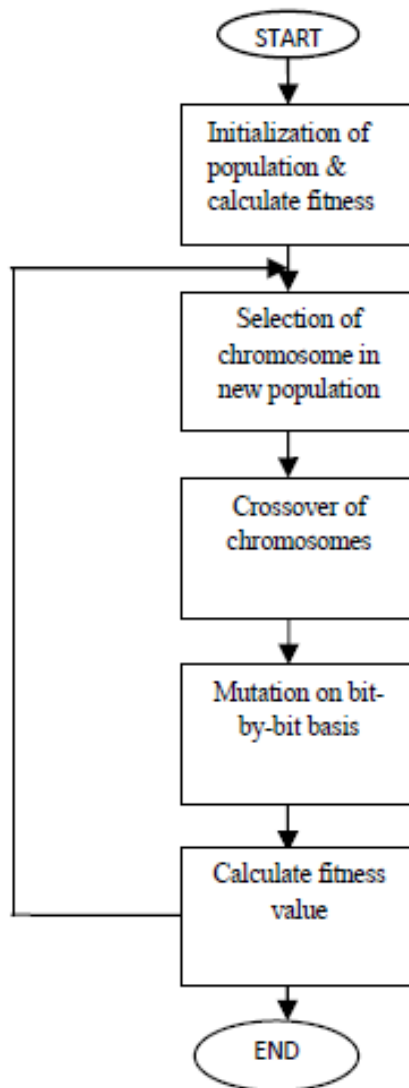 START
Initialization of
population &
calculate fitness
Selection of
chromosome in
new population
Crossover of
chromosomes
Mutation on bit-
by-bit basis
Calculate fitness
value
END